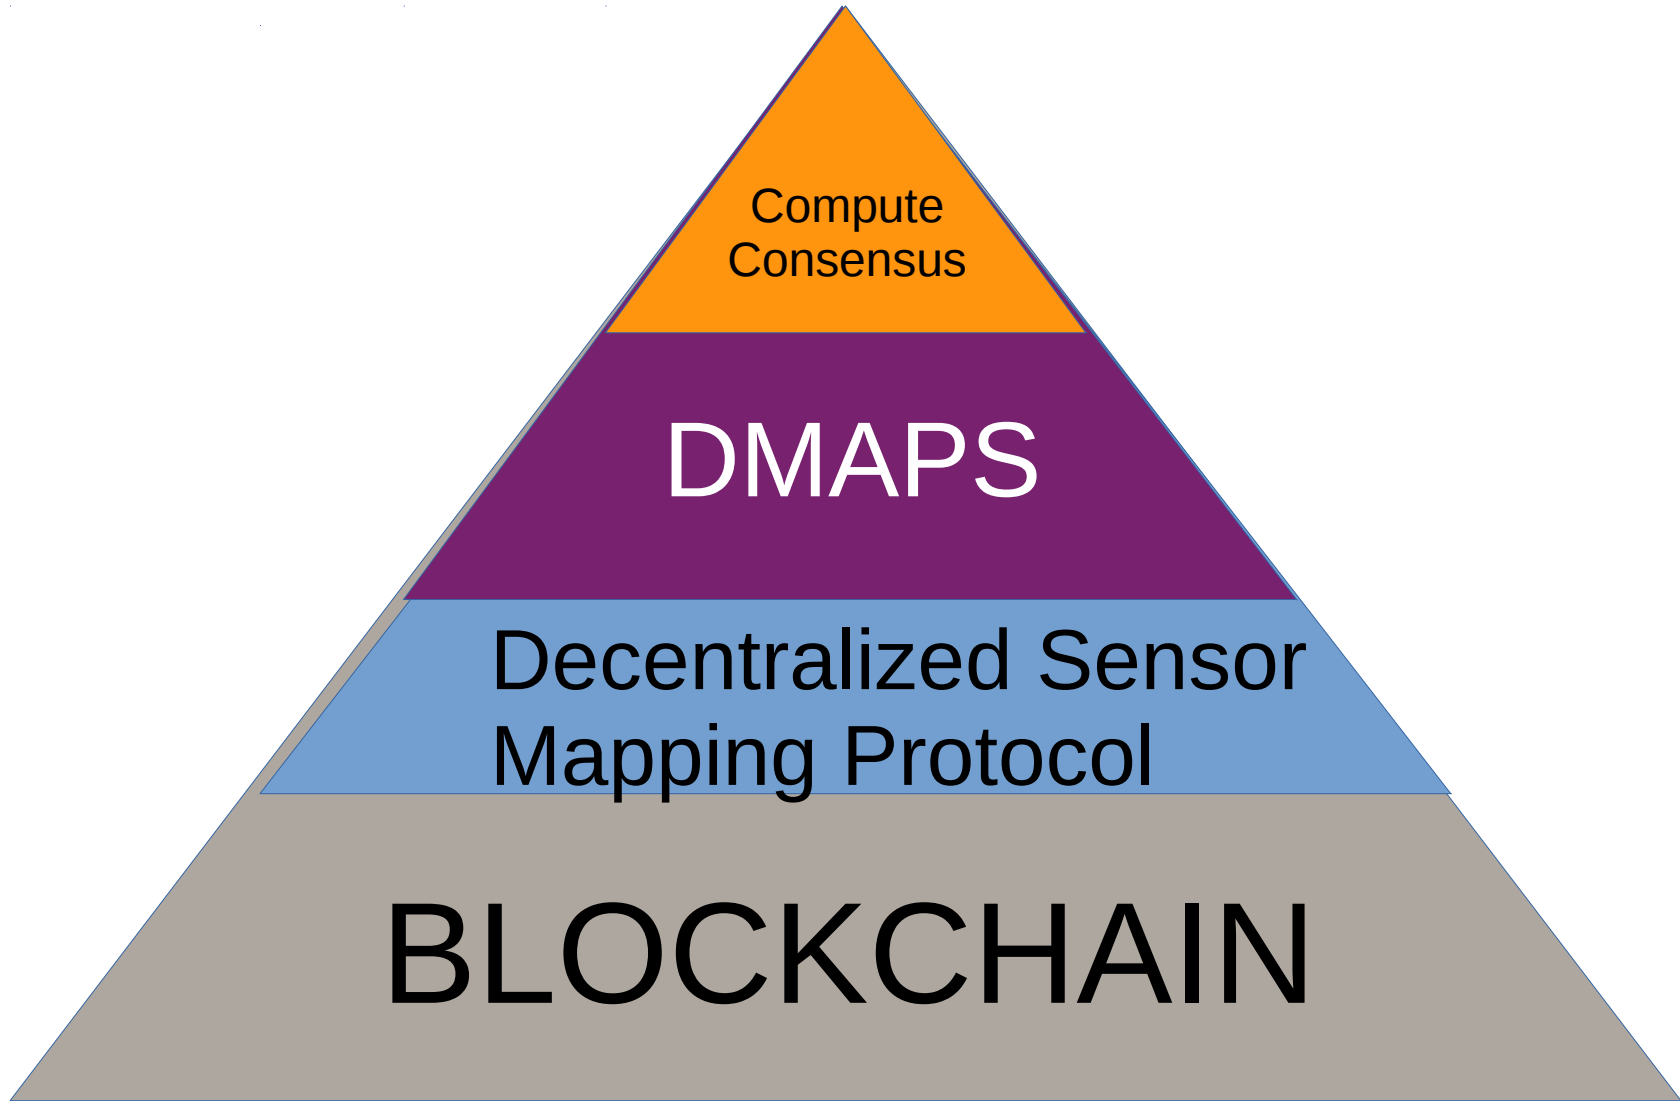 Compute
Consensus
DMAPS
Decentralized Sensor
Mapping Protocol
BLOCKCHAIN